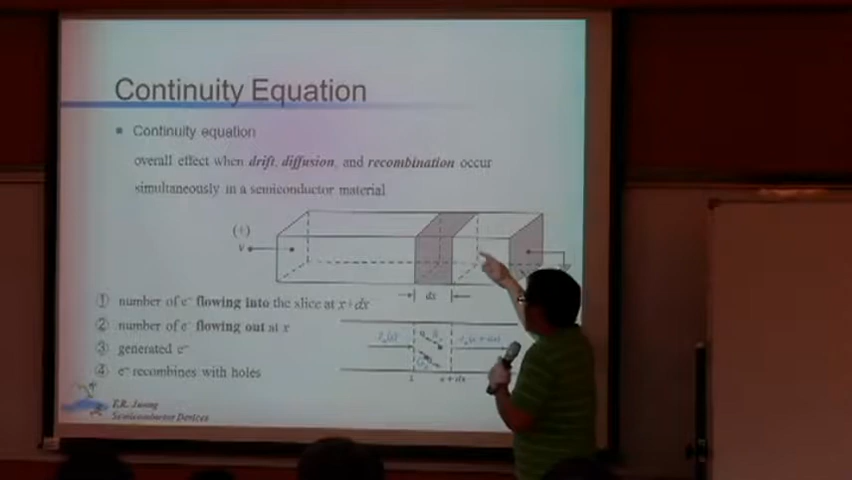 Continuity Equation
Continuity equation
overall effect when drift, diffusion, and recombination occur
simultaneously in a semiconductor material
(+)
v
dx
① number of e⁻ flowing into the slice at x+dx
② number of e⁻ flowing out at x
③ generated e⁻
④ e⁻ recombines with holes
x + dx
Semiconductor Devices